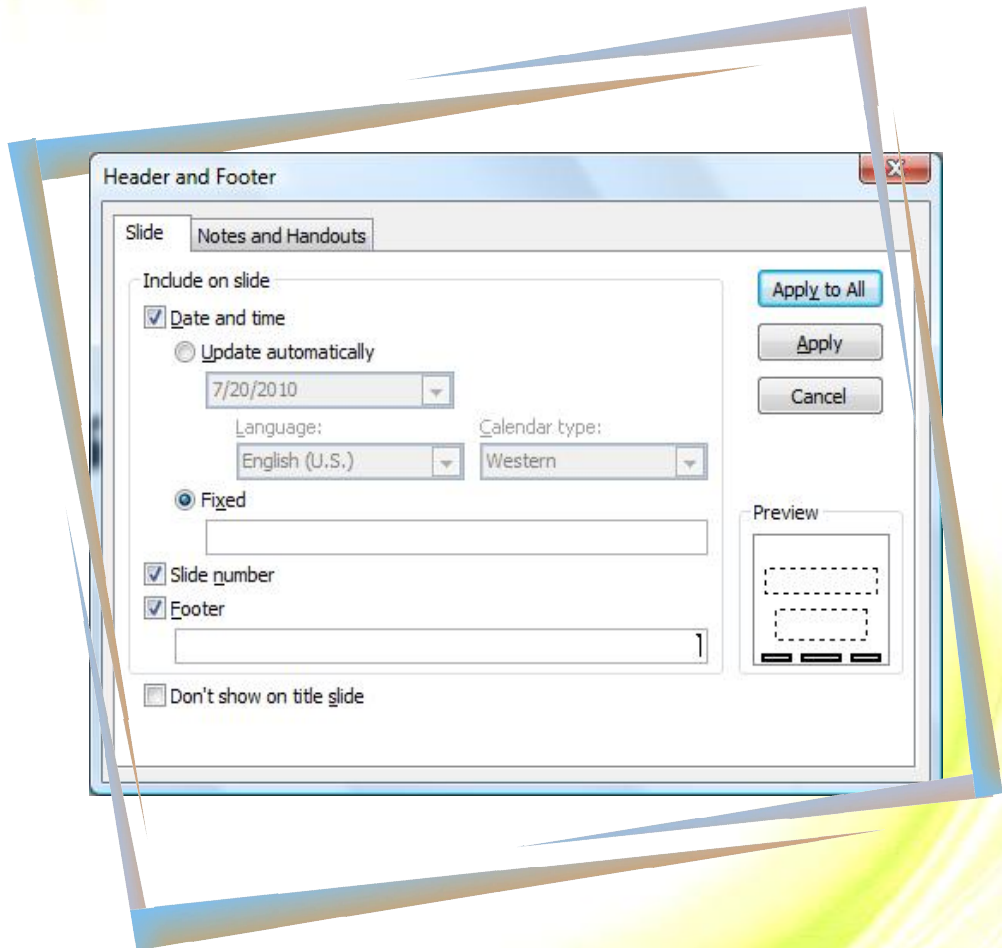 Header and Footer
Slide
Notes and Handouts
Include on slide
Date and time
Update automatically
7/20/2010
Language:
Calendar type:
English (U.S.)
Western
Fixed
Slide number
Footer
Don't show on title slide
Apply to All
Apply
Cancel
Preview